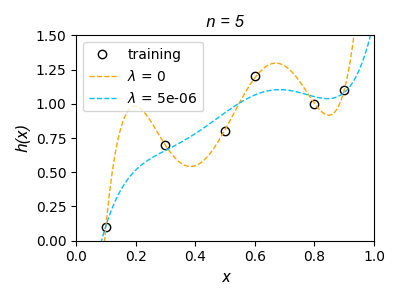 n = 5
h(x)
1.50
1.25
1.00
0.75
0.50
0.25
0.00
training
λ = 0
λ = 5e-06
0.0 0.2 0.4 0.6 0.8 1.0
x